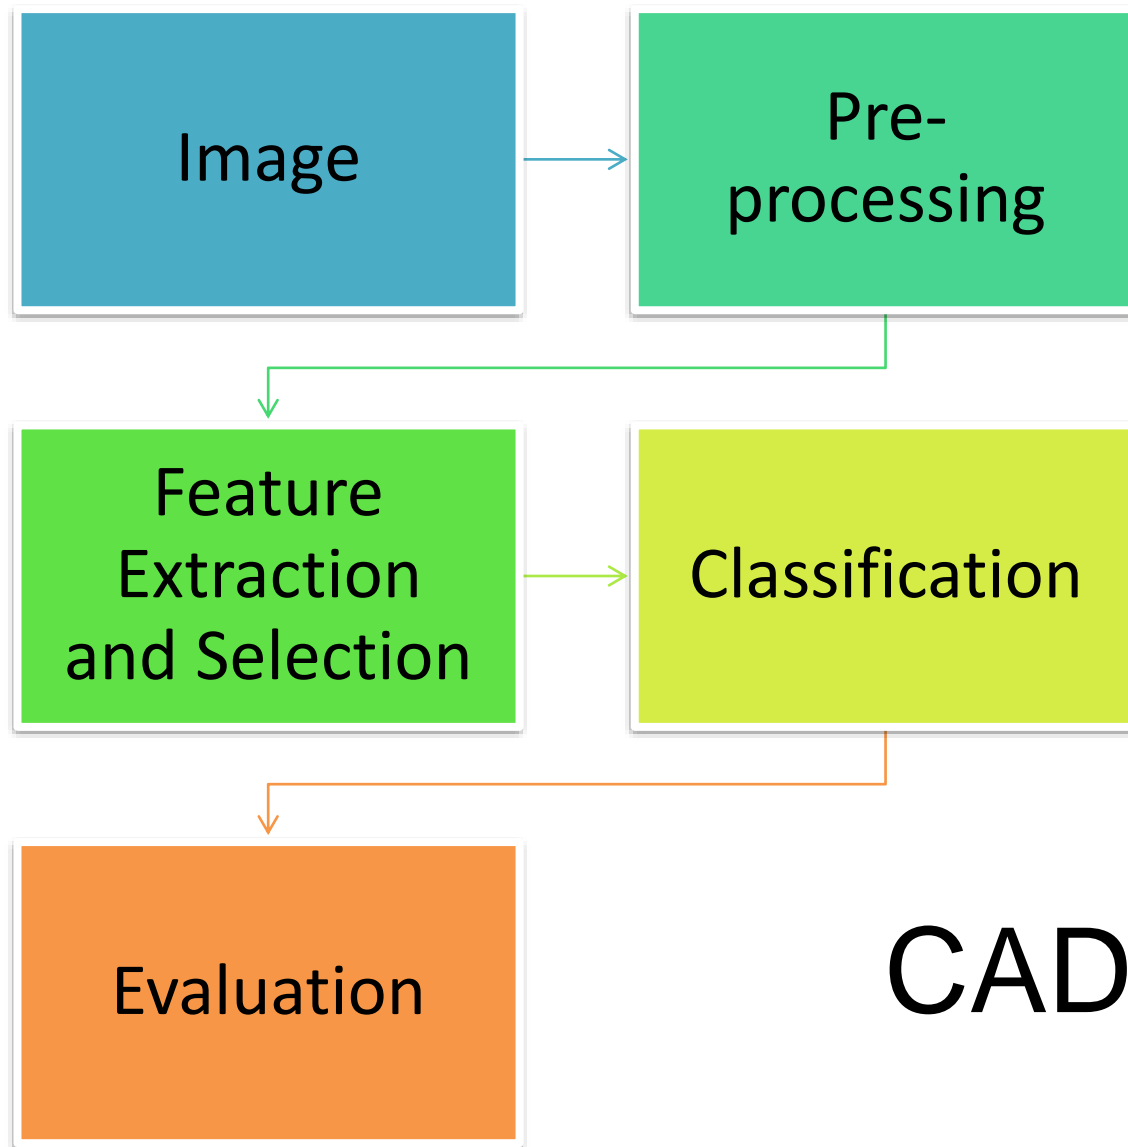 Image
Pre-
processing
Feature
Extraction
and Selection
Classification
Evaluation
CAD